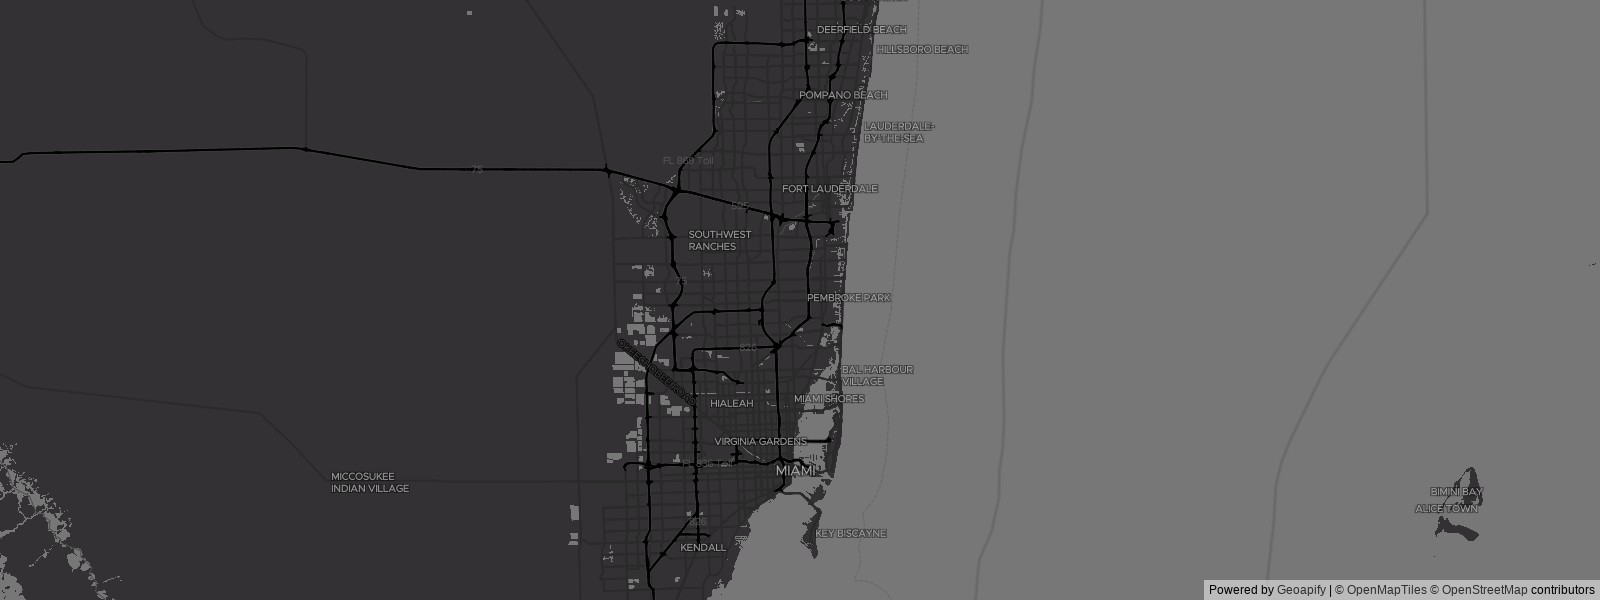 DEERFIELD BEACH
HILLSBORO BEACH
POMPANO BEACH
LAUDERDALE-
BY-THE-SEA
FL 869 Toll
75
FORT LAUDERDALE
595
SOUTHWEST
RANCHES
75
PEMBROKE PARK
OKEECHOBEE ROAD
826
BAL HARBOUR
VILLAGE
MIAMI SHORES
HIALEAH
VIRGINIA GARDENS
FL 836 Toll
MIAMI
MICCOSUKEE
INDIAN VILLAGE
BIMINI BAY
ALICE TOWN
826
KEY BISCAYNE
KENDALL
Powered by Geoapify | © OpenMapTiles © OpenStreetMap contributors